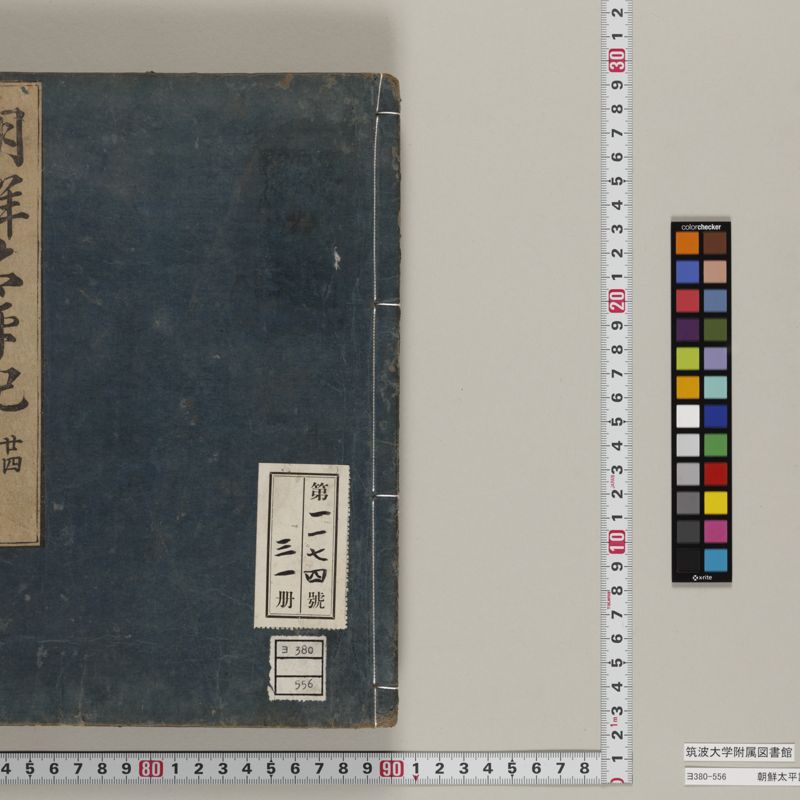 朝鮮太平記
廿四
第一一七四號
三一册
ヨ 380
556
colorchecker
x-rite
筑波大学附属図書館
ヨ380-556 朝鮮太平記